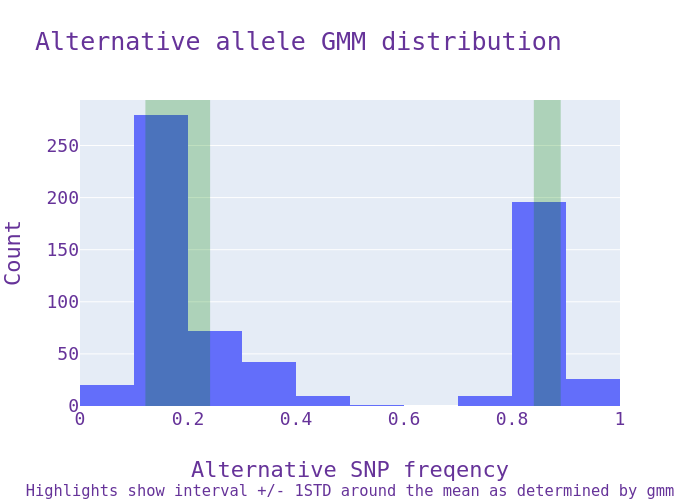 Alternative allele GMM distribution
Count
250
200
150
100
50
0
0 0.2 0.4 0.6 0.8 1
Alternative SNP freqency
Highlights show interval +/- 1STD around the mean as determined by gmm